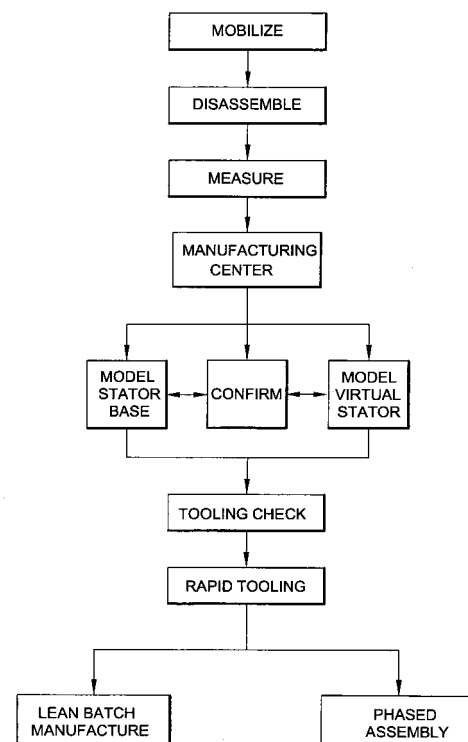 MOBILIZE
DISASSEMBLE
MEASURE
MANUFACTURING
CENTER
MODEL
STATOR
BASE
CONFIRM
MODEL
VIRTUAL
STATOR
TOOLING CHECK
RAPID TOOLING
LEAN BATCH
MANUFACTURE
PHASED
ASSEMBLY